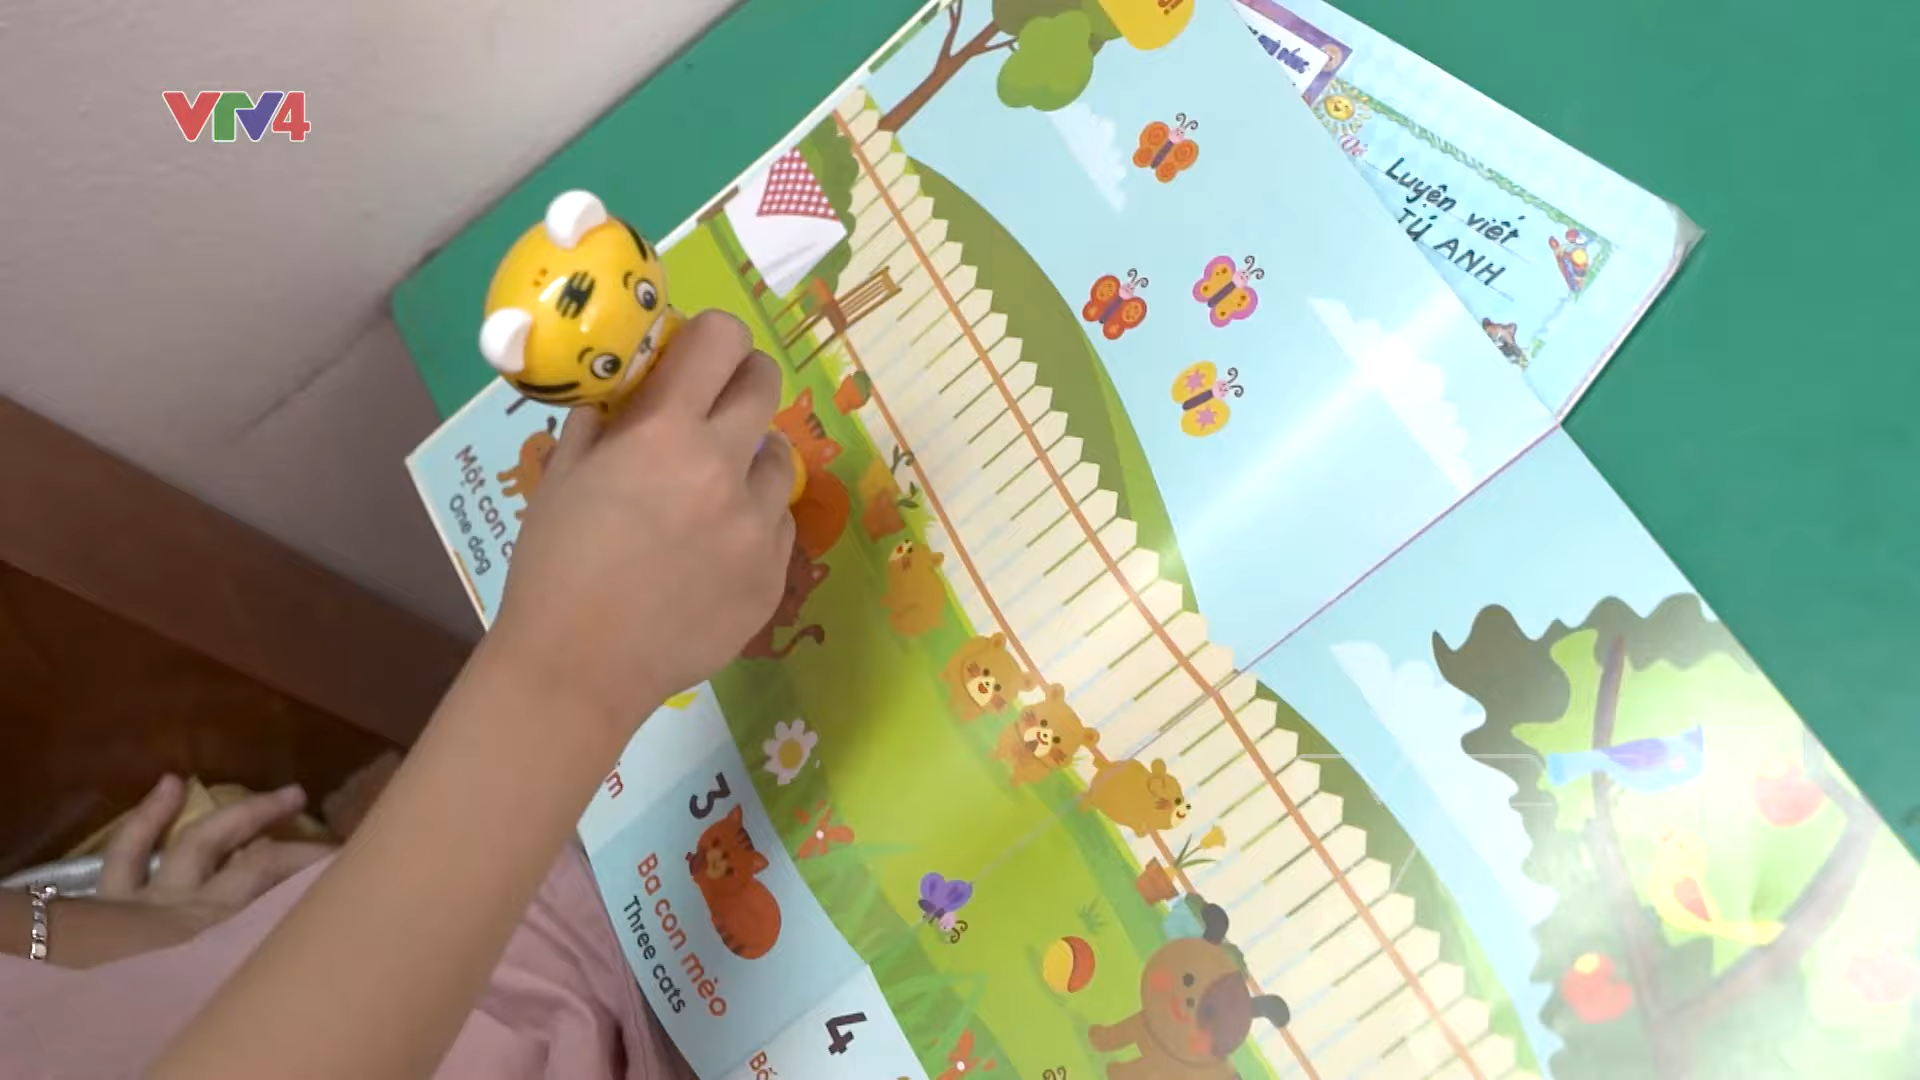 VTV4
Luyện viết
TÚ ANH
Một con
One dog
3
Ba con mèo
Three cats
4